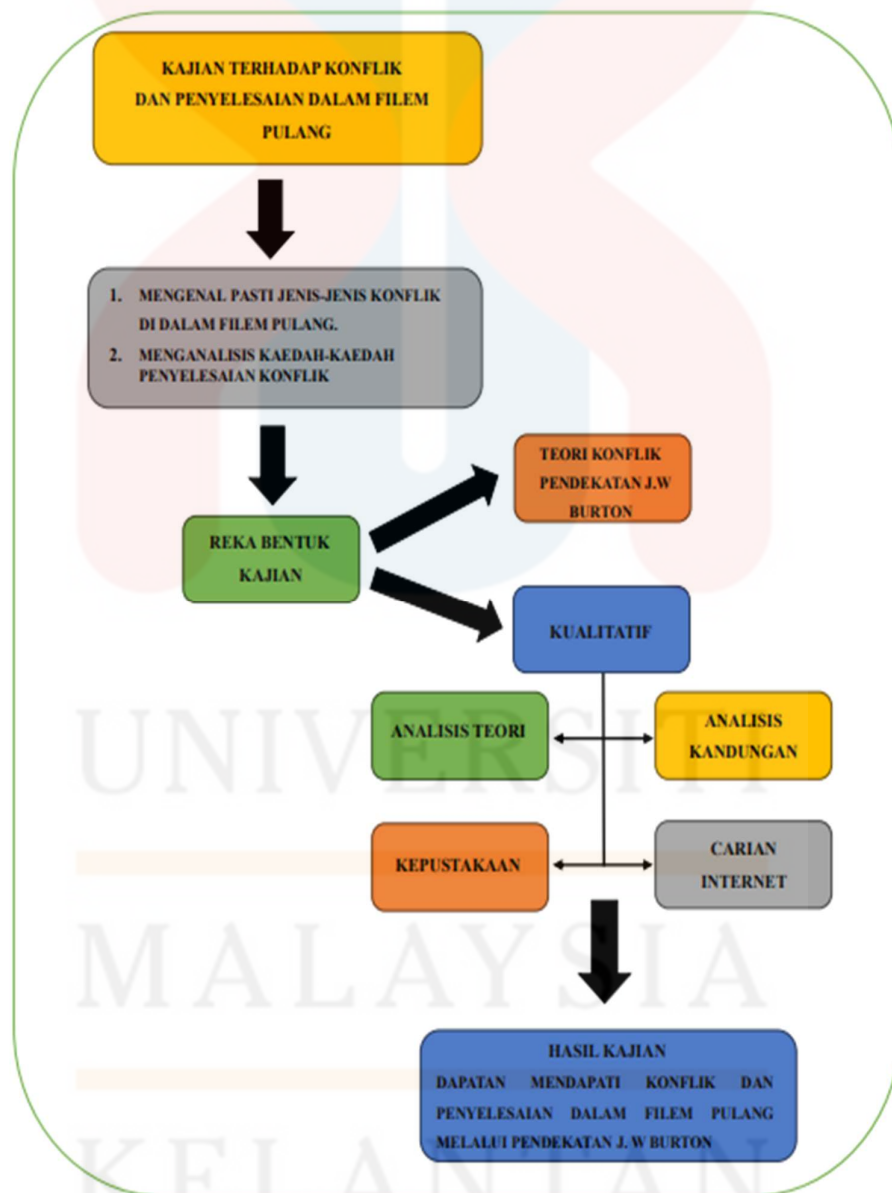 KAJIAN TERHADAP KONFLIK
DAN PENYELESAIAN DALAM FILEM
PULANG
1. MENGENAL PASTI JENIS-JENIS KONFLIK
DI DALAM FILEM PULANG.
2. MENGANALISIS KAEDAH-KAEDAH
PENYELESAIAN KONFLIK
TEORI KONFLIK
PENDEKATAN J.W
BURTON
REKA BENTUK
KAJIAN
KUALITATIF
ANALISIS TEORI
ANALISIS
KANDUNGAN
KEPUSTAKAAN
CARIAN
INTERNET
HASIL KAJIAN
DAPATAN MENDAPATI KONFLIK DAN
PENYELESAIAN DALAM FILEM PULANG
MELALUI PENDEKATAN J. W BURTON
UNIVERSITI
MALAYSIA
KELANTAN